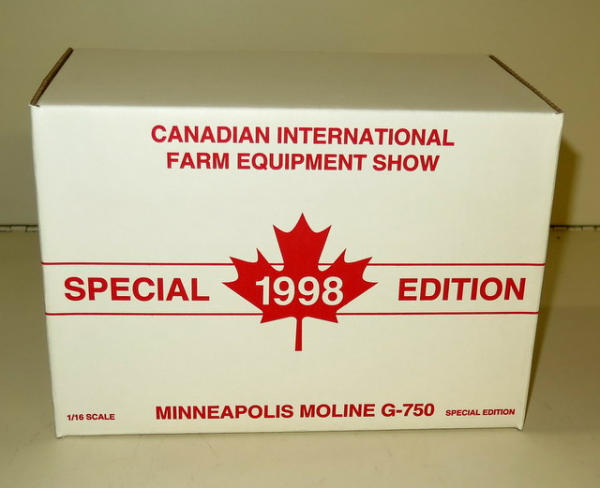 CANADIAN INTERNATIONAL
FARM EQUIPMENT SHOW
SPECIAL 1998 EDITION
1/16 SCALE MINNEAPOLIS MOLINE G-750 SPECIAL EDITION